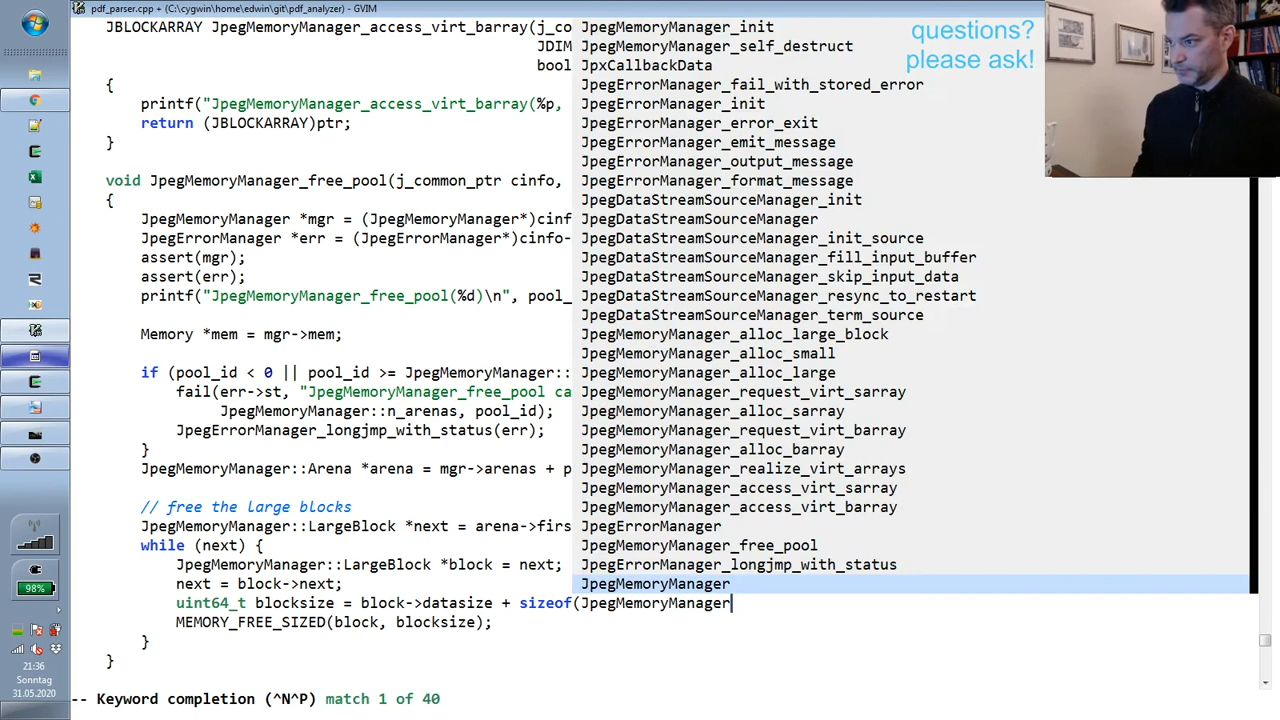 pdf_parser.cpp + (C:\cygwin\home\edwin\git\pdf_analyzer) - GVIM
questions?
please ask!
JBLOCKARRAY JpegMemoryManager_access_virt_barray(j_co
JDIM
bool
{
printf("JpegMemoryManager_access_virt_barray(%p,
return (JBLOCKARRAY)ptr;
}
void JpegMemoryManager_free_pool(j_common_ptr cinfo,
{
JpegMemoryManager *mgr = (JpegMemoryManager*)cinf
JpegErrorManager *err = (JpegErrorManager*)cinfo-
assert(mgr);
assert(err);
printf("JpegMemoryManager_free_pool(%d)\n", pool_
Memory *mem = mgr->mem;
if (pool_id < 0 || pool_id >= JpegMemoryManager::
fail(err->st, "JpegMemoryManager_free_pool ca
JpegMemoryManager::n_arenas, pool_id);
JpegErrorManager_longjmp_with_status(err);
}
JpegMemoryManager::Arena *arena = mgr->arenas + p
// free the large blocks
JpegMemoryManager::LargeBlock *next = arena->firs
while (next) {
JpegMemoryManager::LargeBlock *block = next;
next = block->next;
uint64_t blocksize = block->datasize + sizeof(JpegMemoryManager
MEMORY_FREE_SIZED(block, blocksize);
}
}
JpegMemoryManager_init
JpegMemoryManager_self_destruct
JpxCallbackData
JpegErrorManager_fail_with_stored_error
JpegErrorManager_init
JpegErrorManager_error_exit
JpegErrorManager_emit_message
JpegErrorManager_output_message
JpegErrorManager_format_message
JpegDataStreamSourceManager_init
JpegDataStreamSourceManager
JpegDataStreamSourceManager_init_source
JpegDataStreamSourceManager_fill_input_buffer
JpegDataStreamSourceManager_skip_input_data
JpegDataStreamSourceManager_resync_to_restart
JpegDataStreamSourceManager_term_source
JpegMemoryManager_alloc_large_block
JpegMemoryManager_alloc_small
JpegMemoryManager_alloc_large
JpegMemoryManager_request_virt_sarray
JpegMemoryManager_alloc_sarray
JpegMemoryManager_request_virt_barray
JpegMemoryManager_alloc_barray
JpegMemoryManager_realize_virt_arrays
JpegMemoryManager_access_virt_sarray
JpegMemoryManager_access_virt_barray
JpegErrorManager
JpegMemoryManager_free_pool
JpegErrorManager_longjmp_with_status
JpegMemoryManager
-- Keyword completion (^N^P) match 1 of 40
98%
21:36
Sonntag
31.05.2020